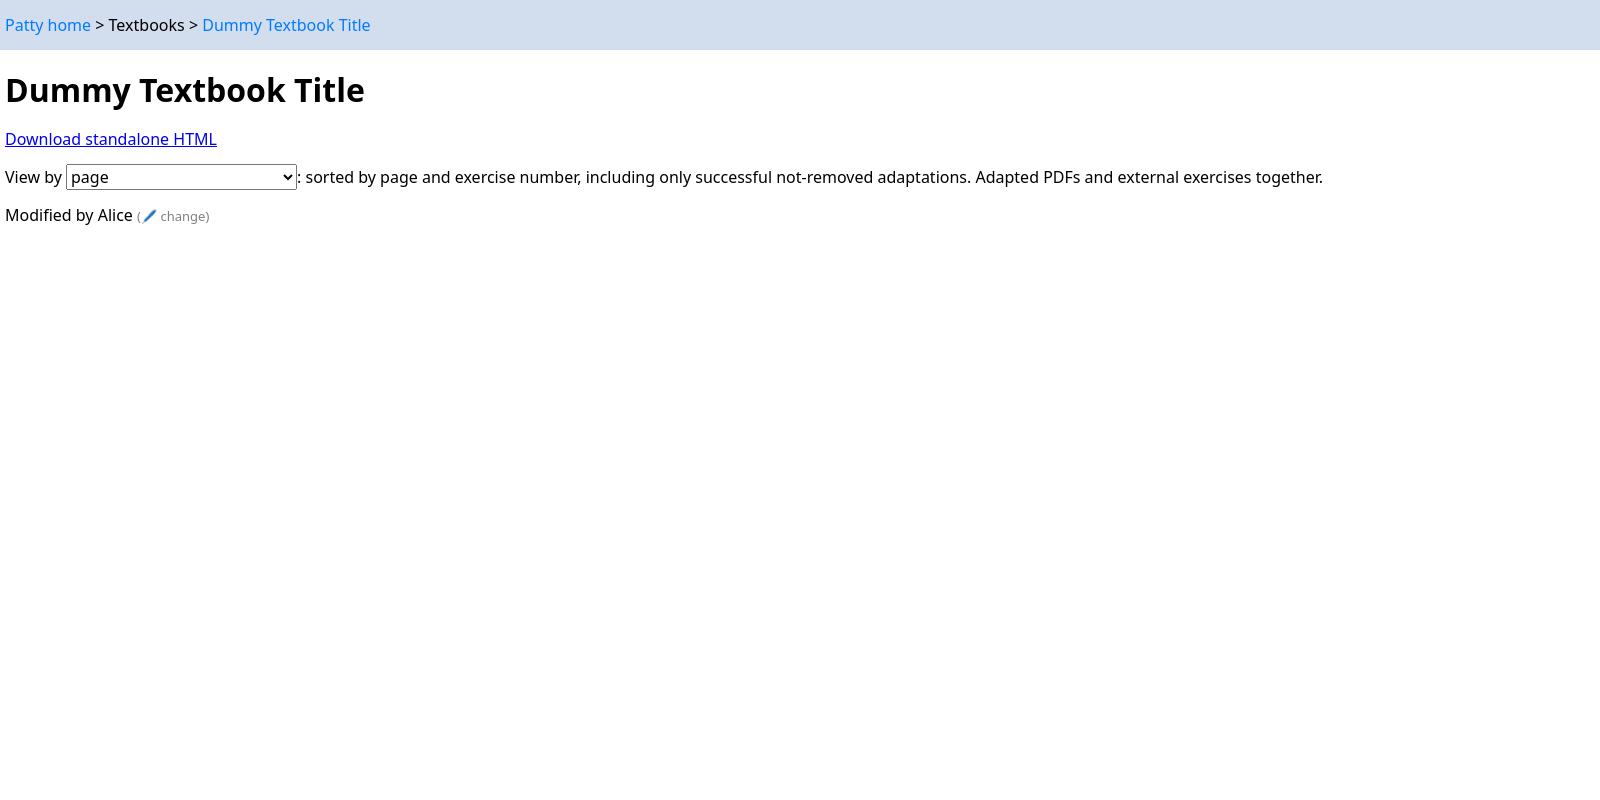 Patty home > Textbooks > Dummy Textbook Title
Dummy Textbook Title
Download standalone HTML
View by page: sorted by page and exercise number, including only successful not-removed adaptations. Adapted PDFs and external exercises together.
Modified by Alice (🖊️ change)